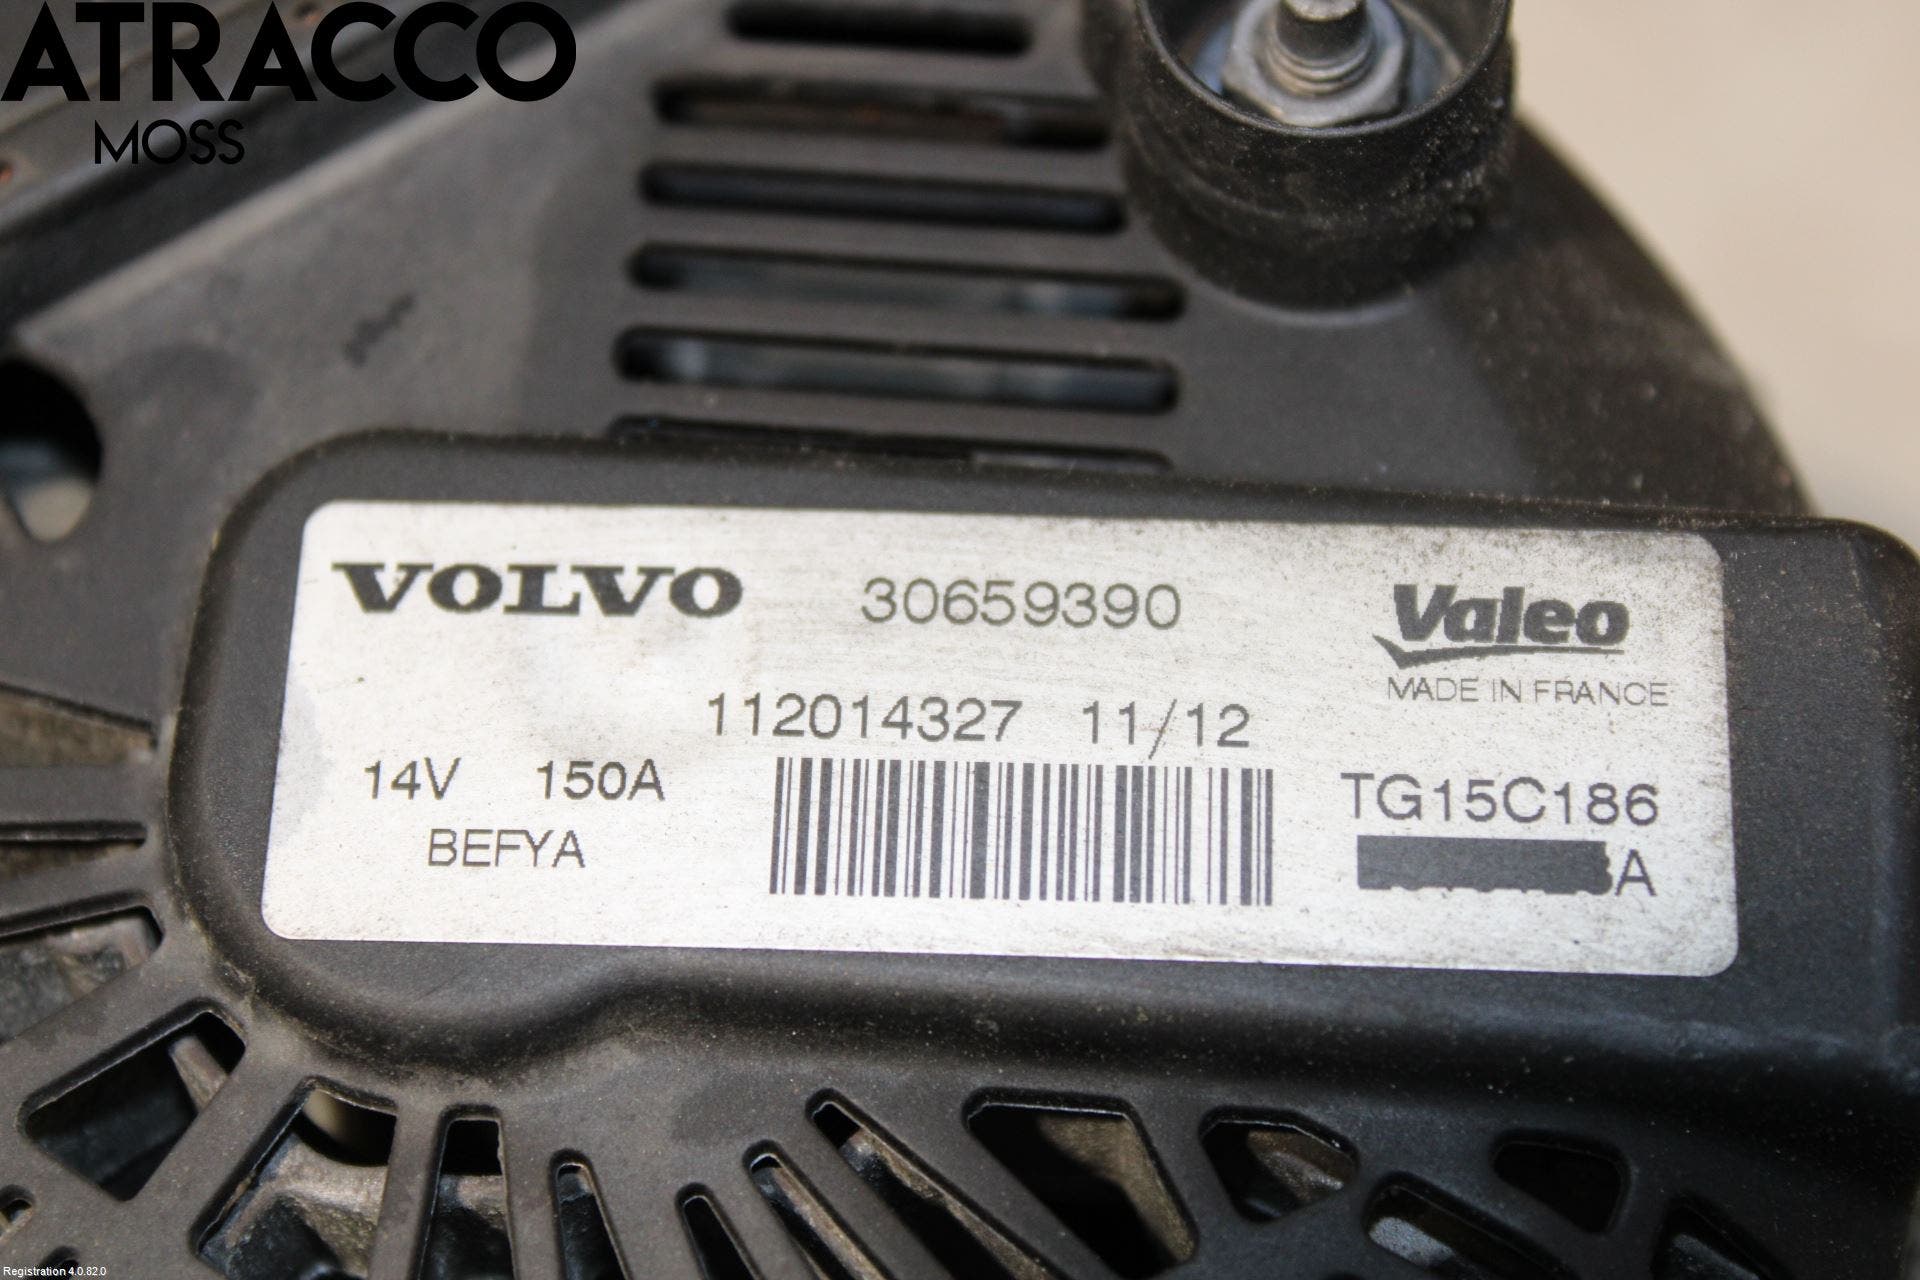 ATRACCO
MOSS
VOLVO 30659390 Valeo
MADE IN FRANCE
112014327 11/12
14V 150A TG15C186
BEFYA A
Registration 4.0.82.0